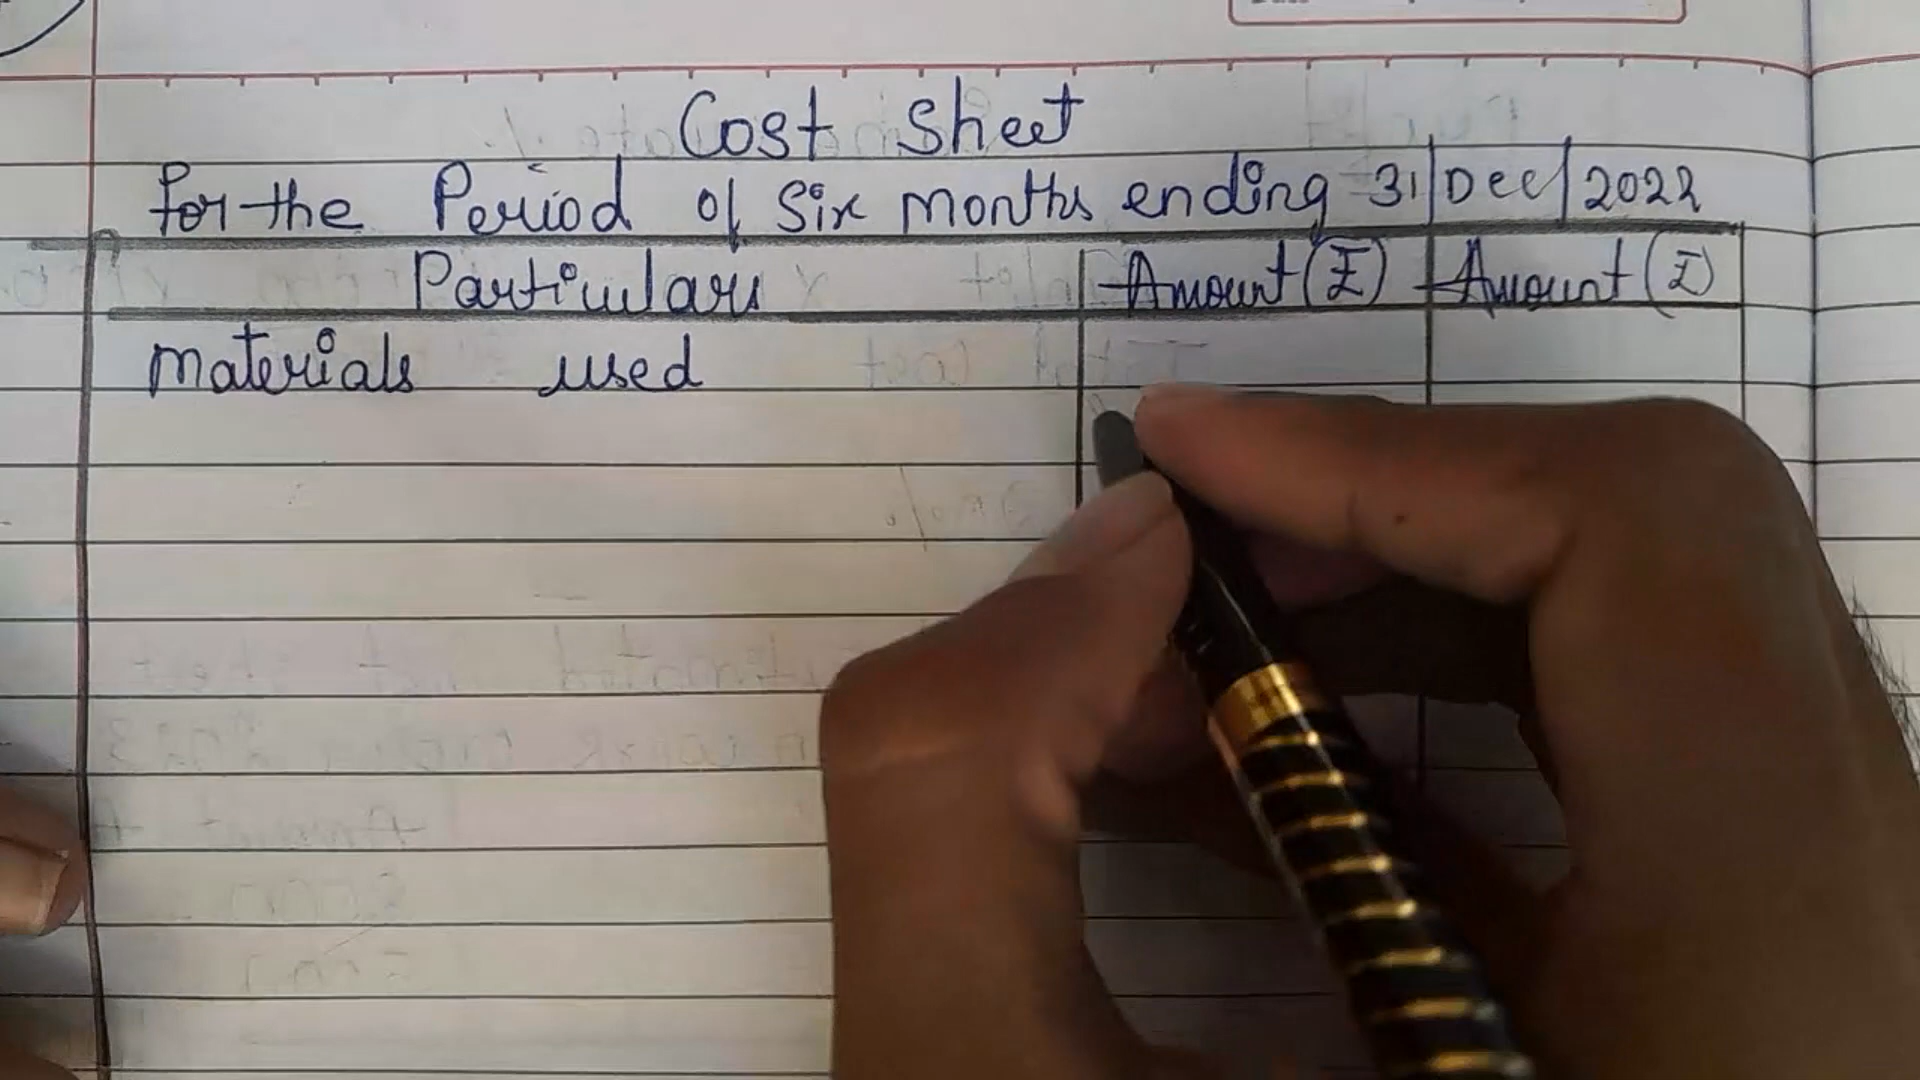 Cost Sheet
for the Period of Six months ending 31/Dec/2022
Particulars Amount (₹) Amount (₹)
Materials used